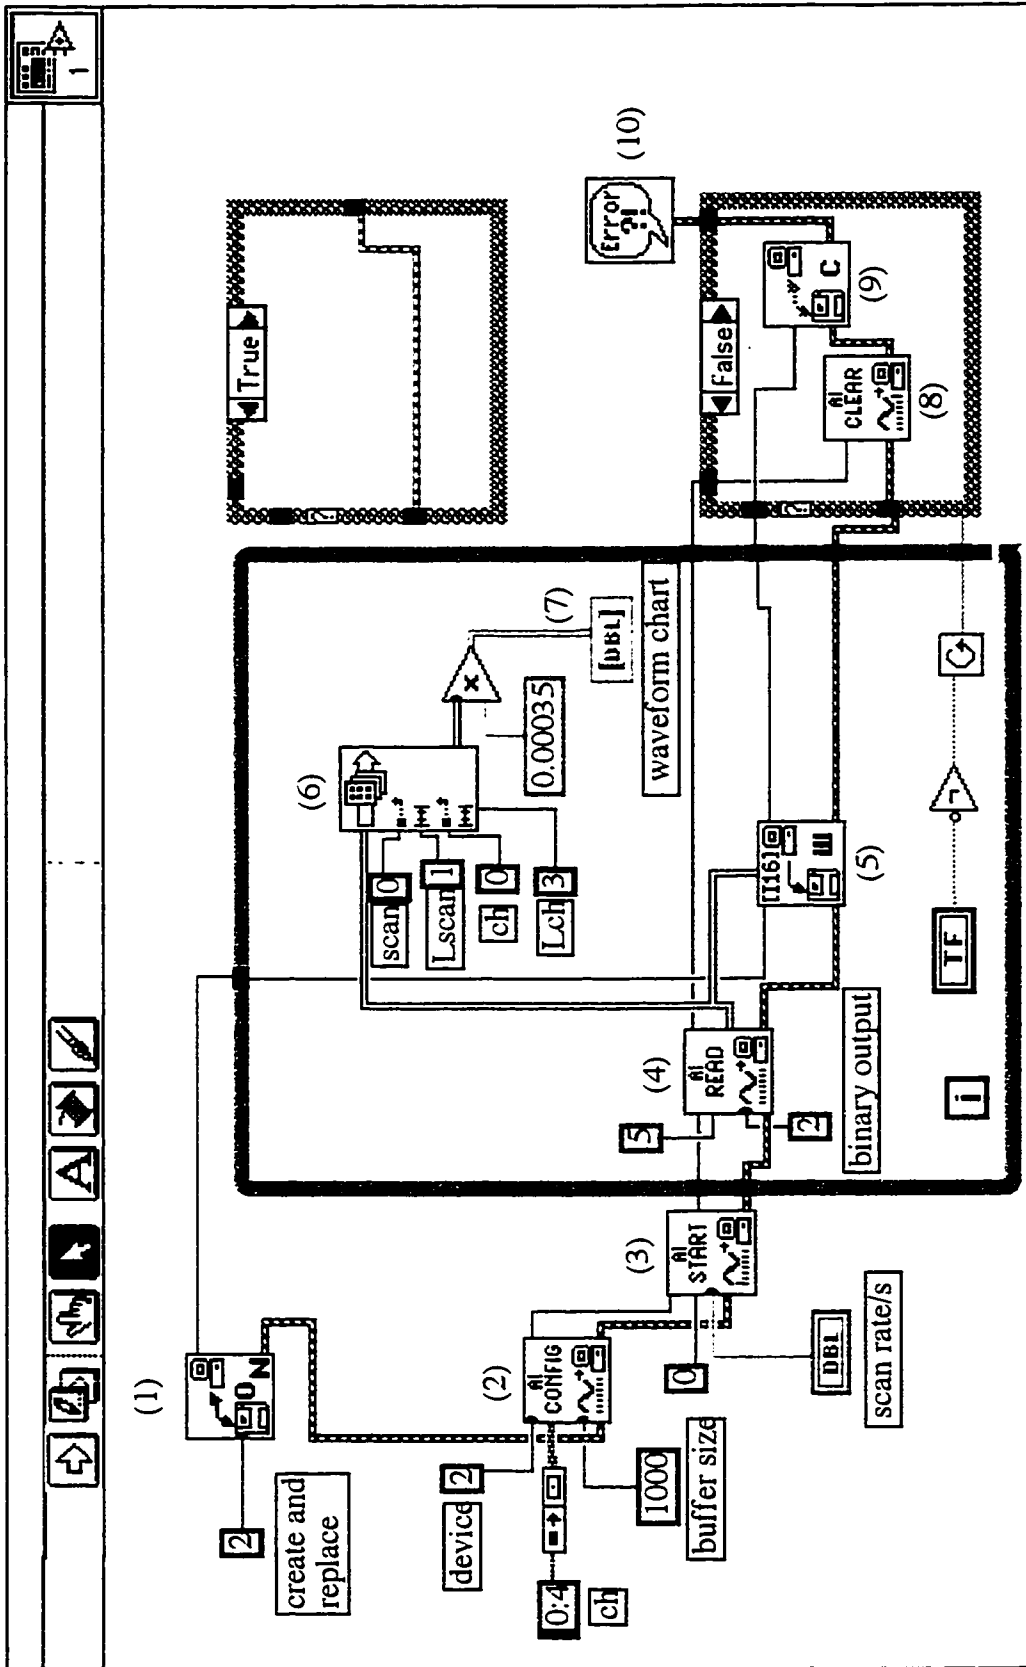 1
A
(1)
2
create and
replace
device
2
0:4
ch
(2)
AI
CONFIG
1000
buffer size
0
(3)
AI
START
DBL
scan rate/s
5
(4)
AI
READ
2
binary output
i
(5)
[I16]
W
TF
(6)
scan
0
Lscan
1
ch
0
Lch
3
x
0.00035
(7)
[DBL]
waveform chart
True
False
(8)
AI
CLEAR
(9)
C
(10)
Error
?!
ON